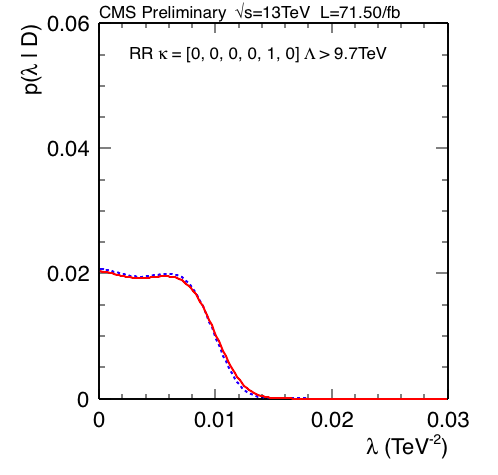 CMS Preliminary √s=13TeV L=71.50/fb
RR κ = [0, 0, 0, 0, 1, 0] Λ > 9.7TeV
p(λ | D)
0.06
0.04
0.02
0
0 0.01 0.02 0.03
λ (TeV⁻²)